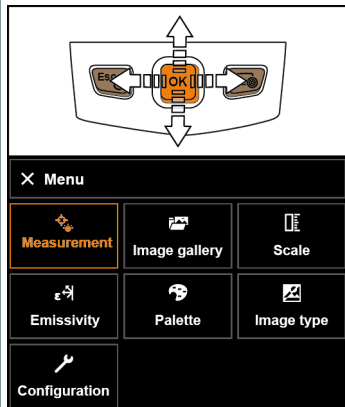 Esc
OK
× Menu
Measurement
Image gallery
Scale
ε
Emissivity
Palette
Image type
Configuration